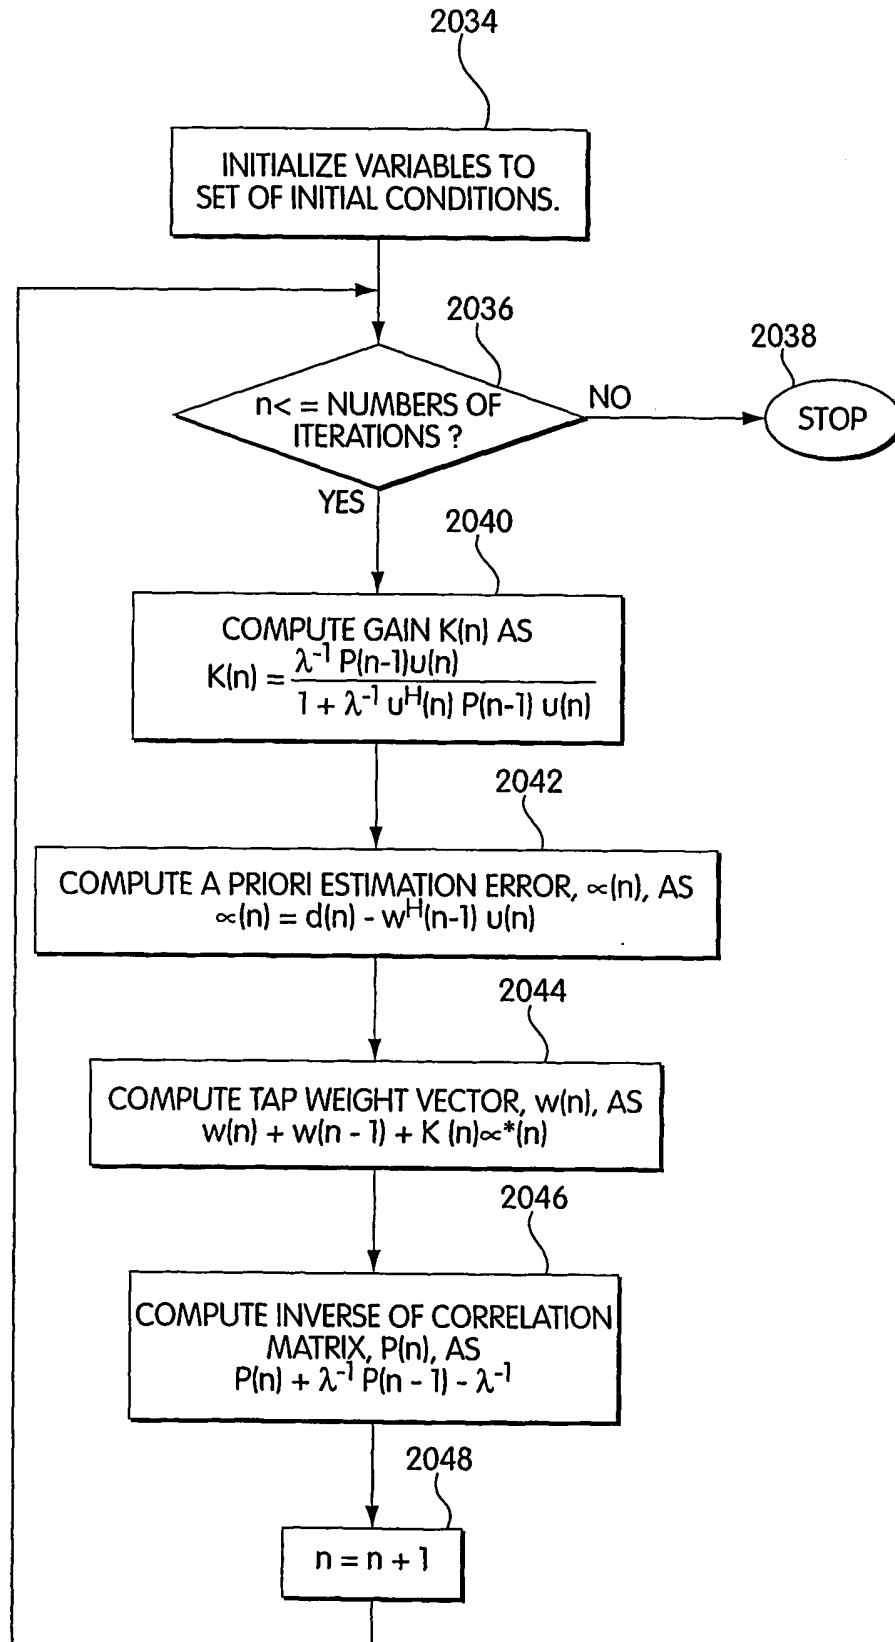 2034
INITIALIZE VARIABLES TO
SET OF INITIAL CONDITIONS.
2036
n< = NUMBERS OF
ITERATIONS ?
NO
2038
STOP
YES
2040
COMPUTE GAIN K(n) AS
K(n) = λ⁻¹ P(n-1)u(n) / 1 + λ⁻¹ uᴴ(n) P(n-1) u(n)
2042
COMPUTE A PRIORI ESTIMATION ERROR, ∝(n), AS
∝(n) = d(n) - wᴴ(n-1) u(n)
2044
COMPUTE TAP WEIGHT VECTOR, w(n), AS
w(n) + w(n - 1) + K (n)∝*(n)
2046
COMPUTE INVERSE OF CORRELATION
MATRIX, P(n), AS
P(n) + λ⁻¹ P(n - 1) - λ⁻¹
2048
n = n + 1